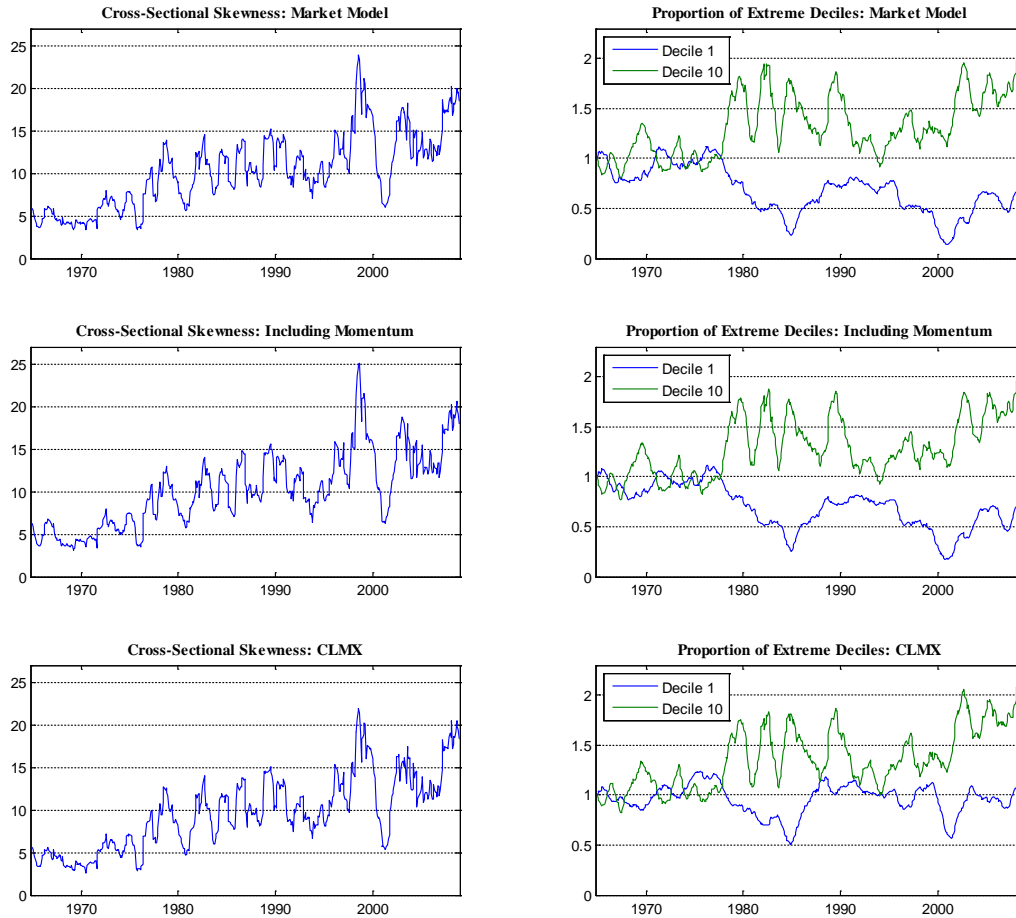 Cross-Sectional Skewness: Market Model
25
20
15
10
5
0
1970 1980 1990 2000
Proportion of Extreme Deciles: Market Model
Decile 1
Decile 10
2
1.5
1
0.5
0
1970 1980 1990 2000
Cross-Sectional Skewness: Including Momentum
25
20
15
10
5
0
1970 1980 1990 2000
Proportion of Extreme Deciles: Including Momentum
Decile 1
Decile 10
2
1.5
1
0.5
0
1970 1980 1990 2000
Cross-Sectional Skewness: CLMX
25
20
15
10
5
0
1970 1980 1990 2000
Proportion of Extreme Deciles: CLMX
Decile 1
Decile 10
2
1.5
1
0.5
0
1970 1980 1990 2000